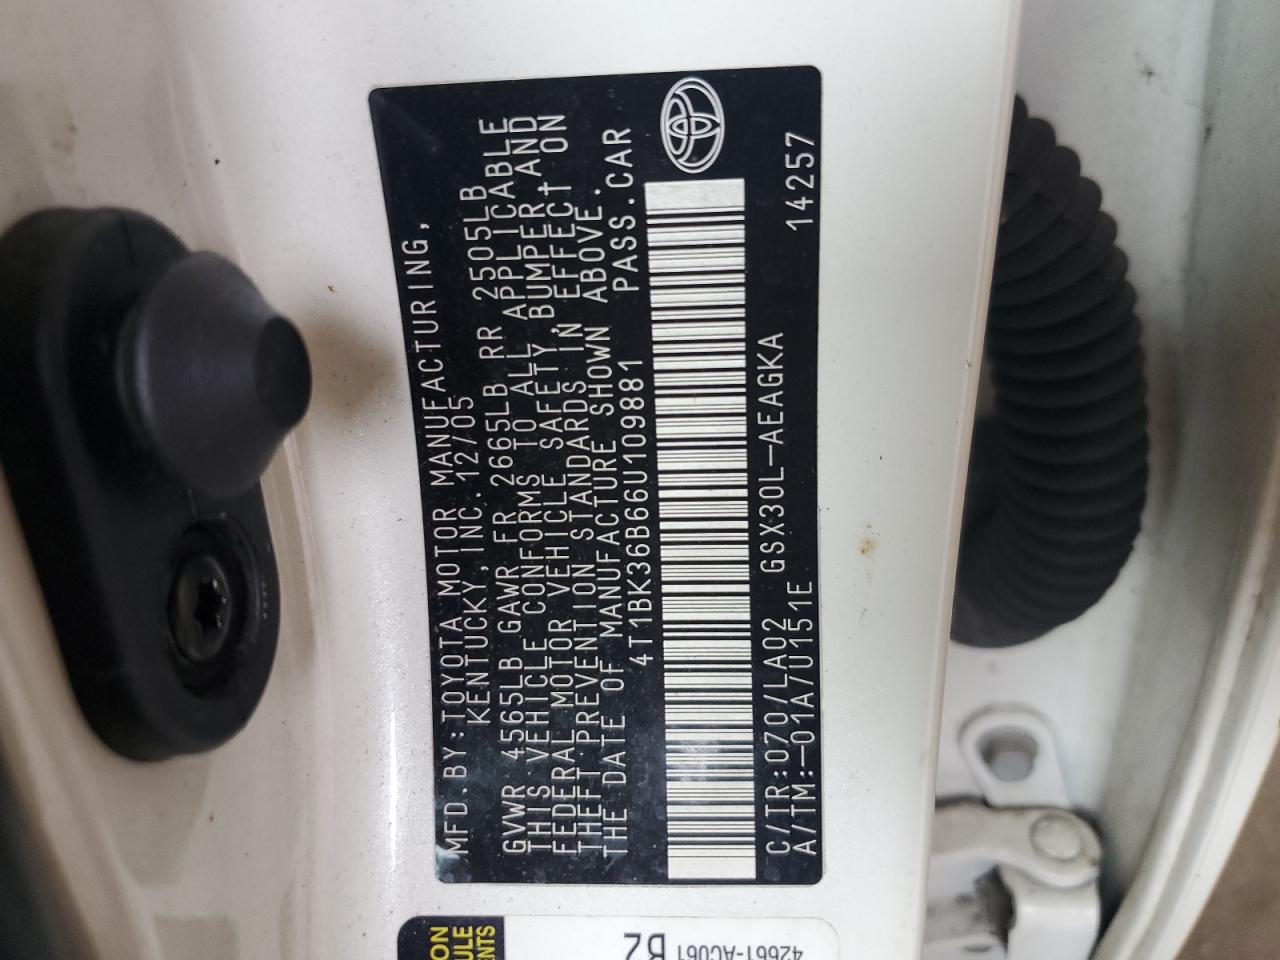 MFD.BY:TOYOTA MOTOR MANUFACTURING,
KENTUCKY,INC.12/05
GVWR 4565LB GAWR FR 2665LB RR 2505LB
THIS VEHICLE CONFORMS TO ALL APPLICABLE
FEDERAL MOTOR VEHICLE SAFETY,BUMPER,AND
THEFT PREVENTION STANDARDS IN EFFECT ON
THE DATE OF MANUFACTURE SHOWN ABOVE.
4T1BK36B66U109881 PASS.CAR
C/TR:070/LA02 GSX30L-AEAGKA 14257
A/TM:-01A/U151E
42661-AC061
B2